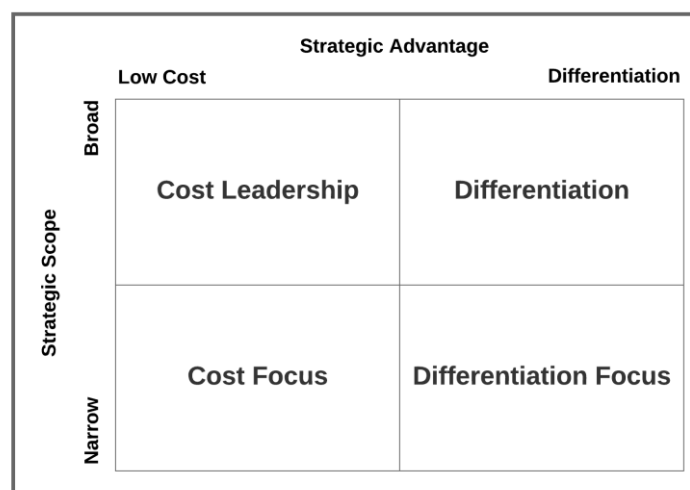 Strategic Advantage
Low Cost
Differentiation
Broad
Strategic Scope
Narrow
Cost Leadership
Differentiation
Cost Focus
Differentiation Focus